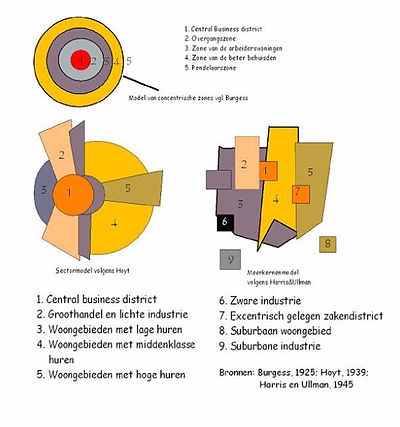 1. Central Business district
2. Overgangszone
3. Zone van de arbeiderswoningen
4. Zone van de beter behuisden
5. Pendelaarszone
1 2 3 4 5
Model van concentrische zones vgl. Burgess
2
3
1
5
4
Sectormodel volgens Hoyt
2
1
5
3
4
7
6
8
9
Meerkernenmodel
volgens Harris&Ullman
1. Central business district
2. Groothandel en lichte industrie
3. Woongebieden met lage huren
4. Woongebieden met middenklasse
huren
5. Woongebieden met hoge huren
6. Zware industrie
7. Excentrisch gelegen zakendistrict
8. Suburbaan woongebied
9. Suburbane industrie
Bronnen: Burgess, 1925; Hoyt, 1939;
Harris en Ullman, 1945